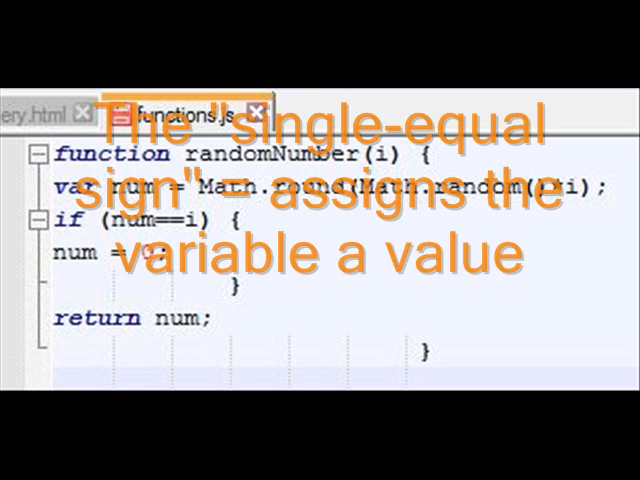 ery.html functions.js
The "single-equal
sign" = assigns the
variable a value
function randomNumber(i) {
var num = Math.round(Math.random()*i);
if (num==i) {
num = 0;
}
return num;
}